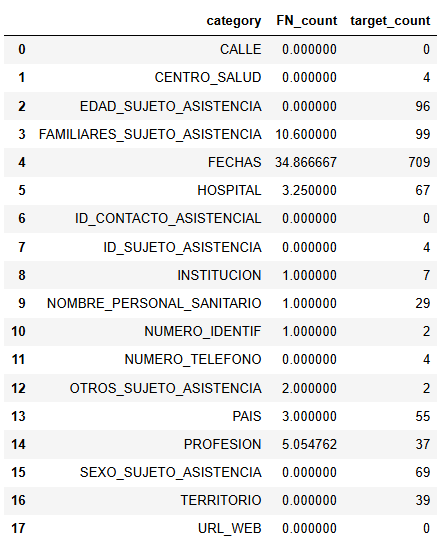 category FN_count target_count
0 CALLE 0.000000 0
1 CENTRO_SALUD 0.000000 4
2 EDAD_SUJETO_ASISTENCIA 0.000000 96
3 FAMILIARES_SUJETO_ASISTENCIA 10.600000 99
4 FECHAS 34.866667 709
5 HOSPITAL 3.250000 67
6 ID_CONTACTO_ASISTENCIAL 0.000000 0
7 ID_SUJETO_ASISTENCIA 0.000000 4
8 INSTITUCION 1.000000 7
9 NOMBRE_PERSONAL_SANITARIO 1.000000 29
10 NUMERO_IDENTIF 1.000000 2
11 NUMERO_TELEFONO 0.000000 4
12 OTROS_SUJETO_ASISTENCIA 2.000000 2
13 PAIS 3.000000 55
14 PROFESION 5.054762 37
15 SEXO_SUJETO_ASISTENCIA 0.000000 69
16 TERRITORIO 0.000000 39
17 URL_WEB 0.000000 0